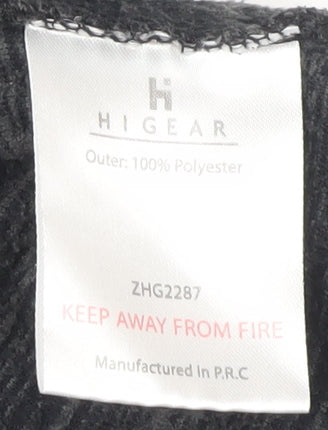 Hi
HIGEAR
Outer: 100% Polyester
ZHG2287
KEEP AWAY FROM FIRE
Manufactured In P.R.C